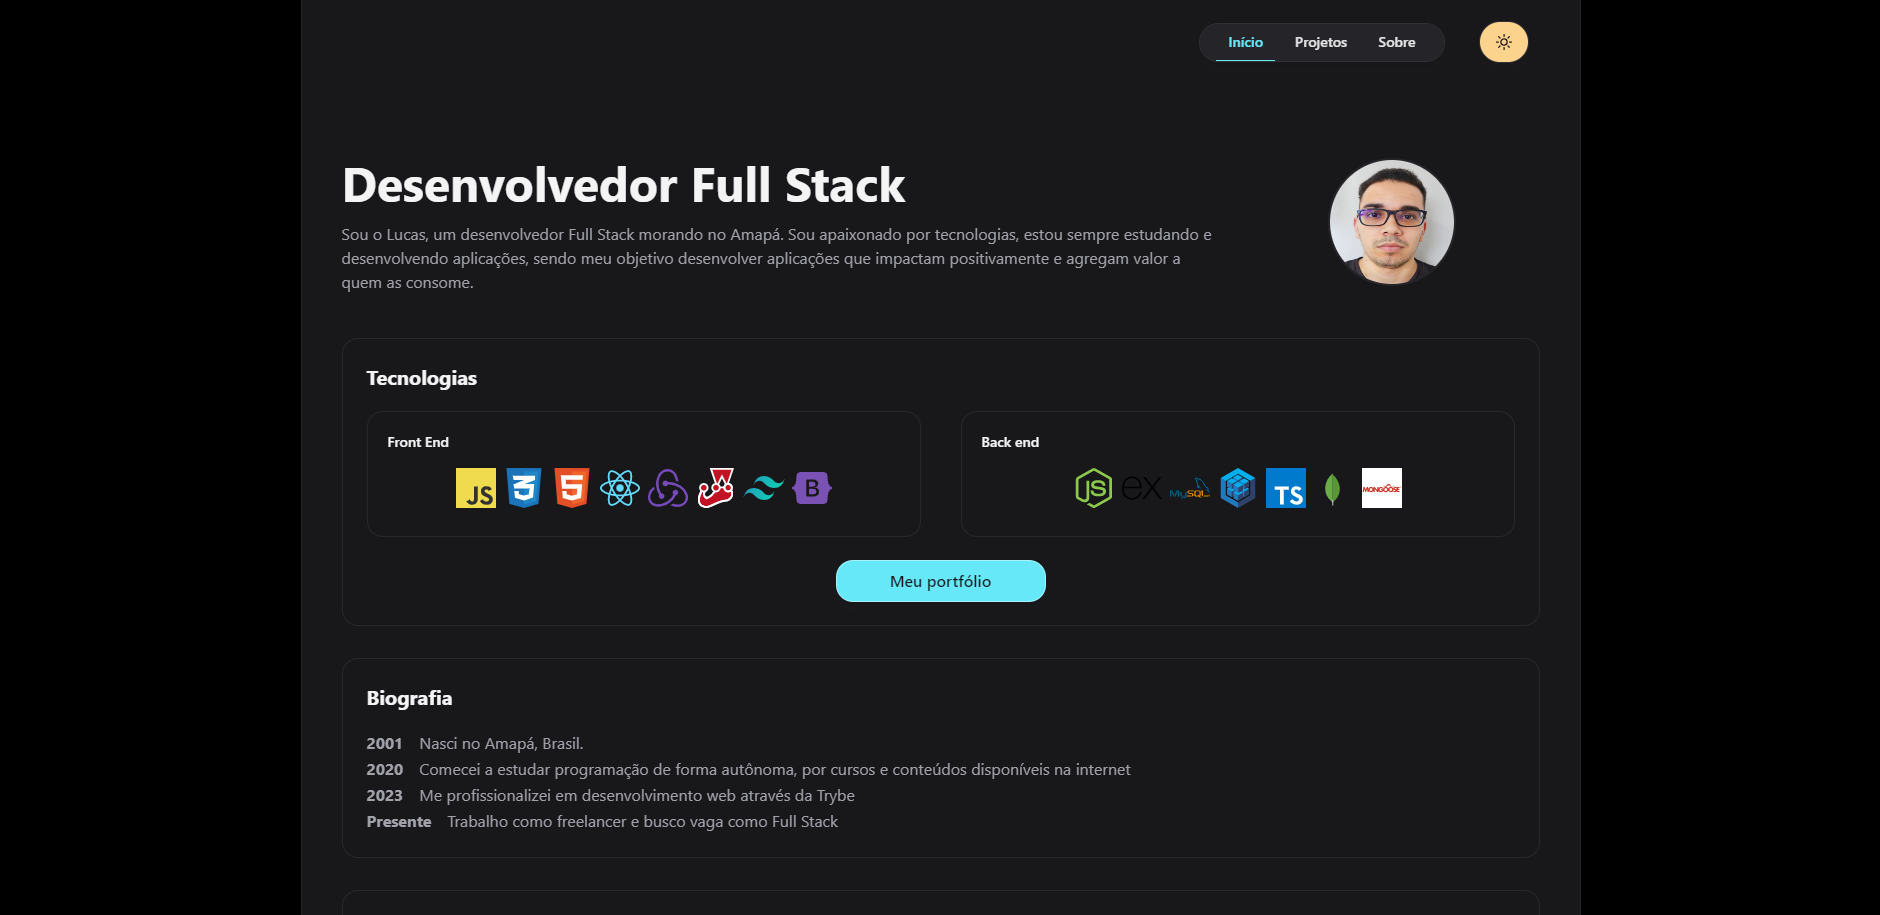 Início Projetos Sobre
Desenvolvedor Full Stack
Sou o Lucas, um desenvolvedor Full Stack morando no Amapá. Sou apaixonado por tecnologias, estou sempre estudando e
desenvolvendo aplicações, sendo meu objetivo desenvolver aplicações que impactam positivamente e agregam valor a
quem as consome.
Tecnologias
Front End
JS 3 5 B
Back end
JS ex MySQL TS MONGOOSE
Meu portfólio
Biografia
2001 Nasci no Amapá, Brasil.
2020 Comecei a estudar programação de forma autônoma, por cursos e conteúdos disponíveis na internet
2023 Me profissionalizei em desenvolvimento web através da Trybe
Presente Trabalho como freelancer e busco vaga como Full Stack